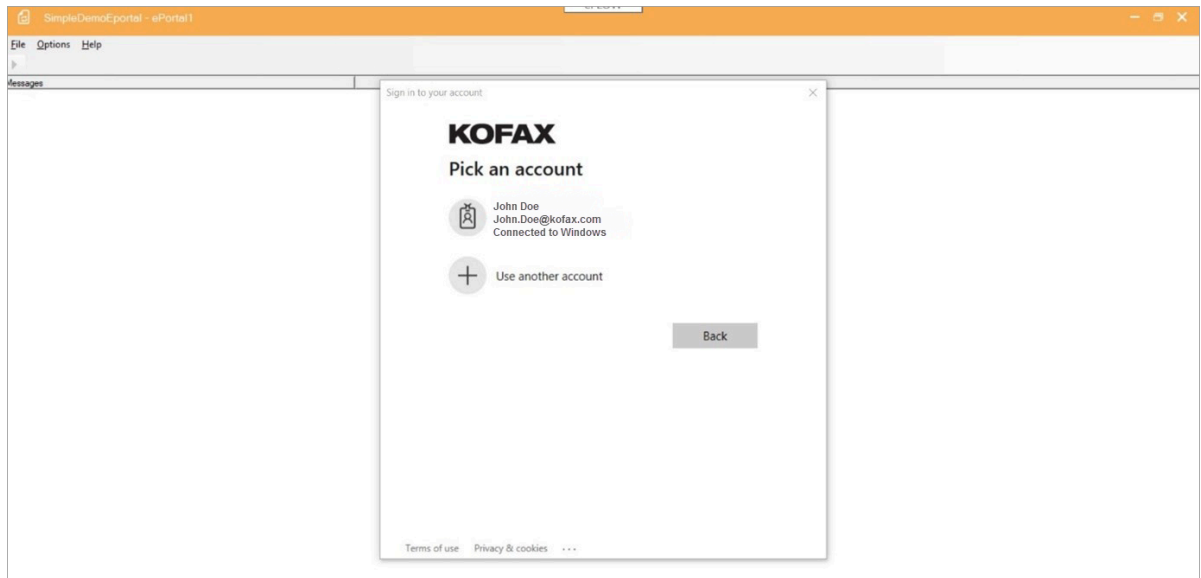 SimpleDemoEportal - ePortal1
File Options Help
Messages
Sign in to your account
KOFAX
Pick an account
John Doe
John.Doe@kofax.com
Connected to Windows
Use another account
Back
Terms of use Privacy & cookies ...